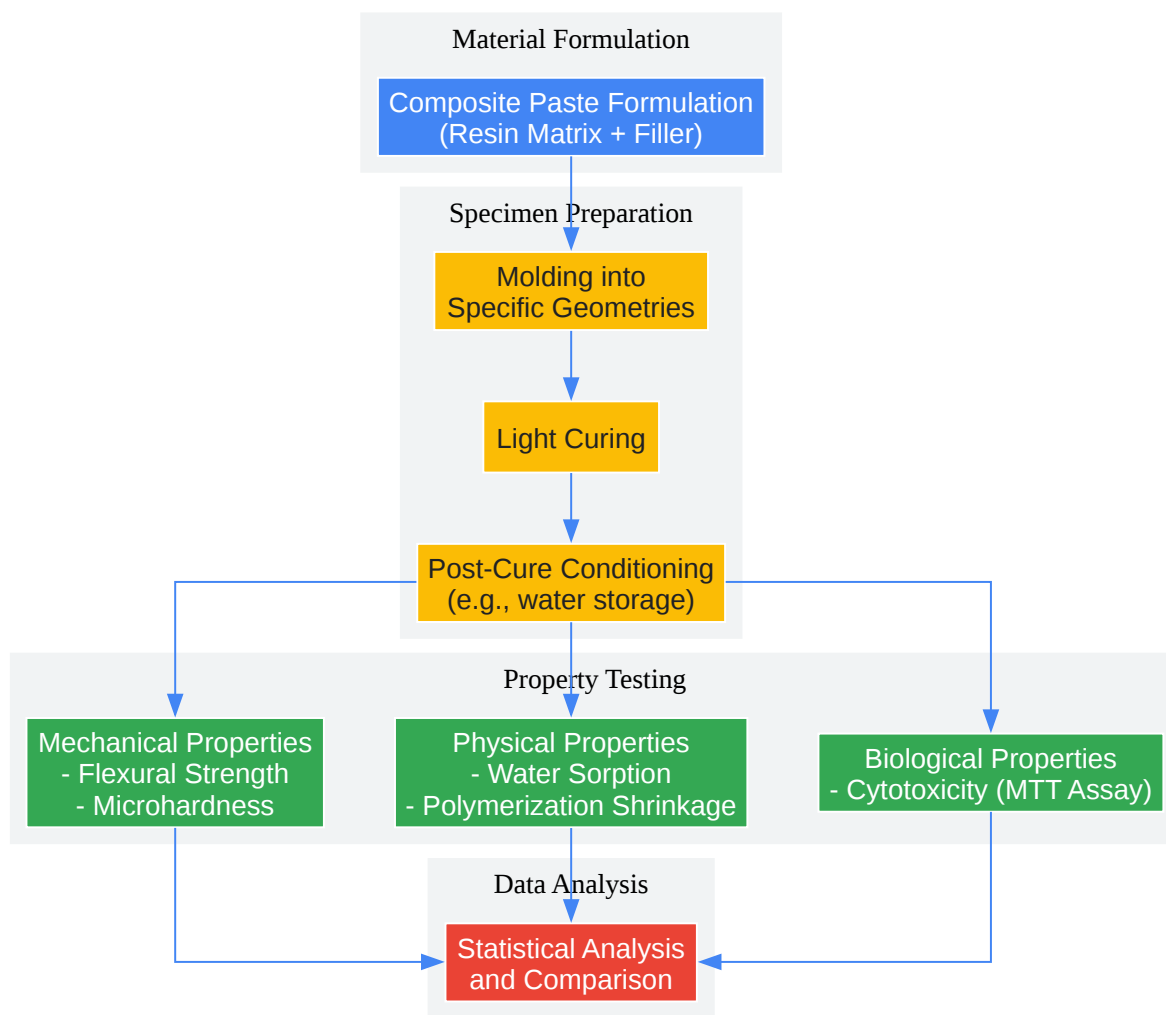 Material Formulation
Composite Paste Formulation
(Resin Matrix + Filler)
Specimen Preparation
Molding into
Specific Geometries
Light Curing
Post-Cure Conditioning
(e.g., water storage)
Property Testing
Mechanical Properties
- Flexural Strength
- Microhardness
Physical Properties
- Water Sorption
- Polymerization Shrinkage
Biological Properties
- Cytotoxicity (MTT Assay)
Data Analysis
Statistical Analysis
and Comparison